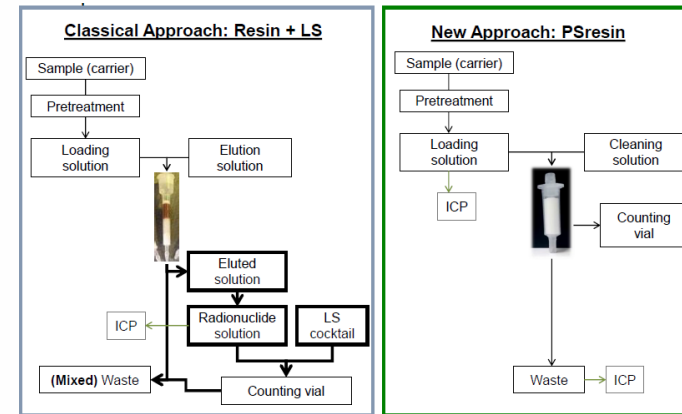 Classical Approach: Resin + LS
Sample (carrier)
Pretreatment
Loading
solution
Elution
solution
Eluted
solution
ICP
Radionuclide
solution
LS
cocktail
(Mixed) Waste
Counting vial
New Approach: PSresin
Sample (carrier)
Pretreatment
Loading
solution
Cleaning
solution
ICP
Counting
vial
Waste
ICP